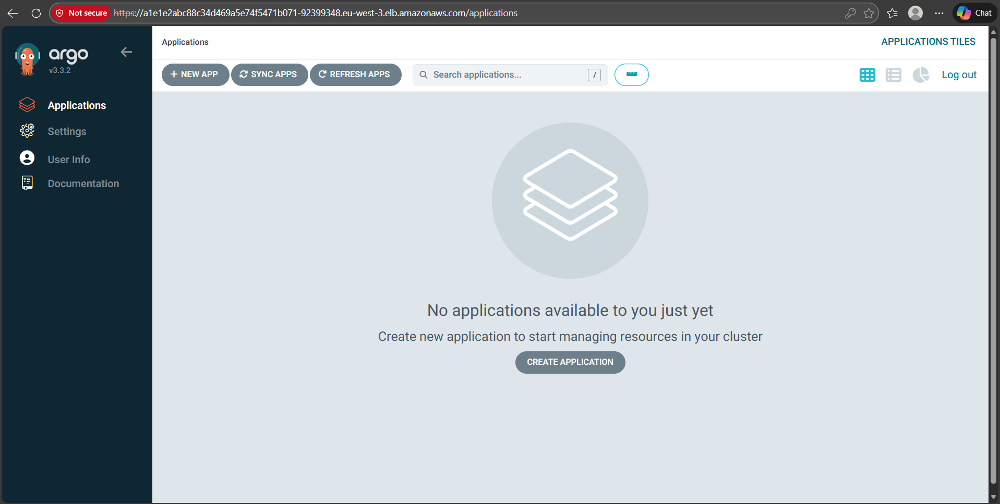 Not secure https://a1e1e2abc88c34d469a5e74f5471b071-92399348.eu-west-3.elb.amazonaws.com/applications
Chat
argo
v3.3.2
Applications
Settings
User Info
Documentation
Applications
APPLICATIONS TILES
+ NEW APP
SYNC APPS
REFRESH APPS
Search applications...
/
Log out
No applications available to you just yet
Create new application to start managing resources in your cluster
CREATE APPLICATION